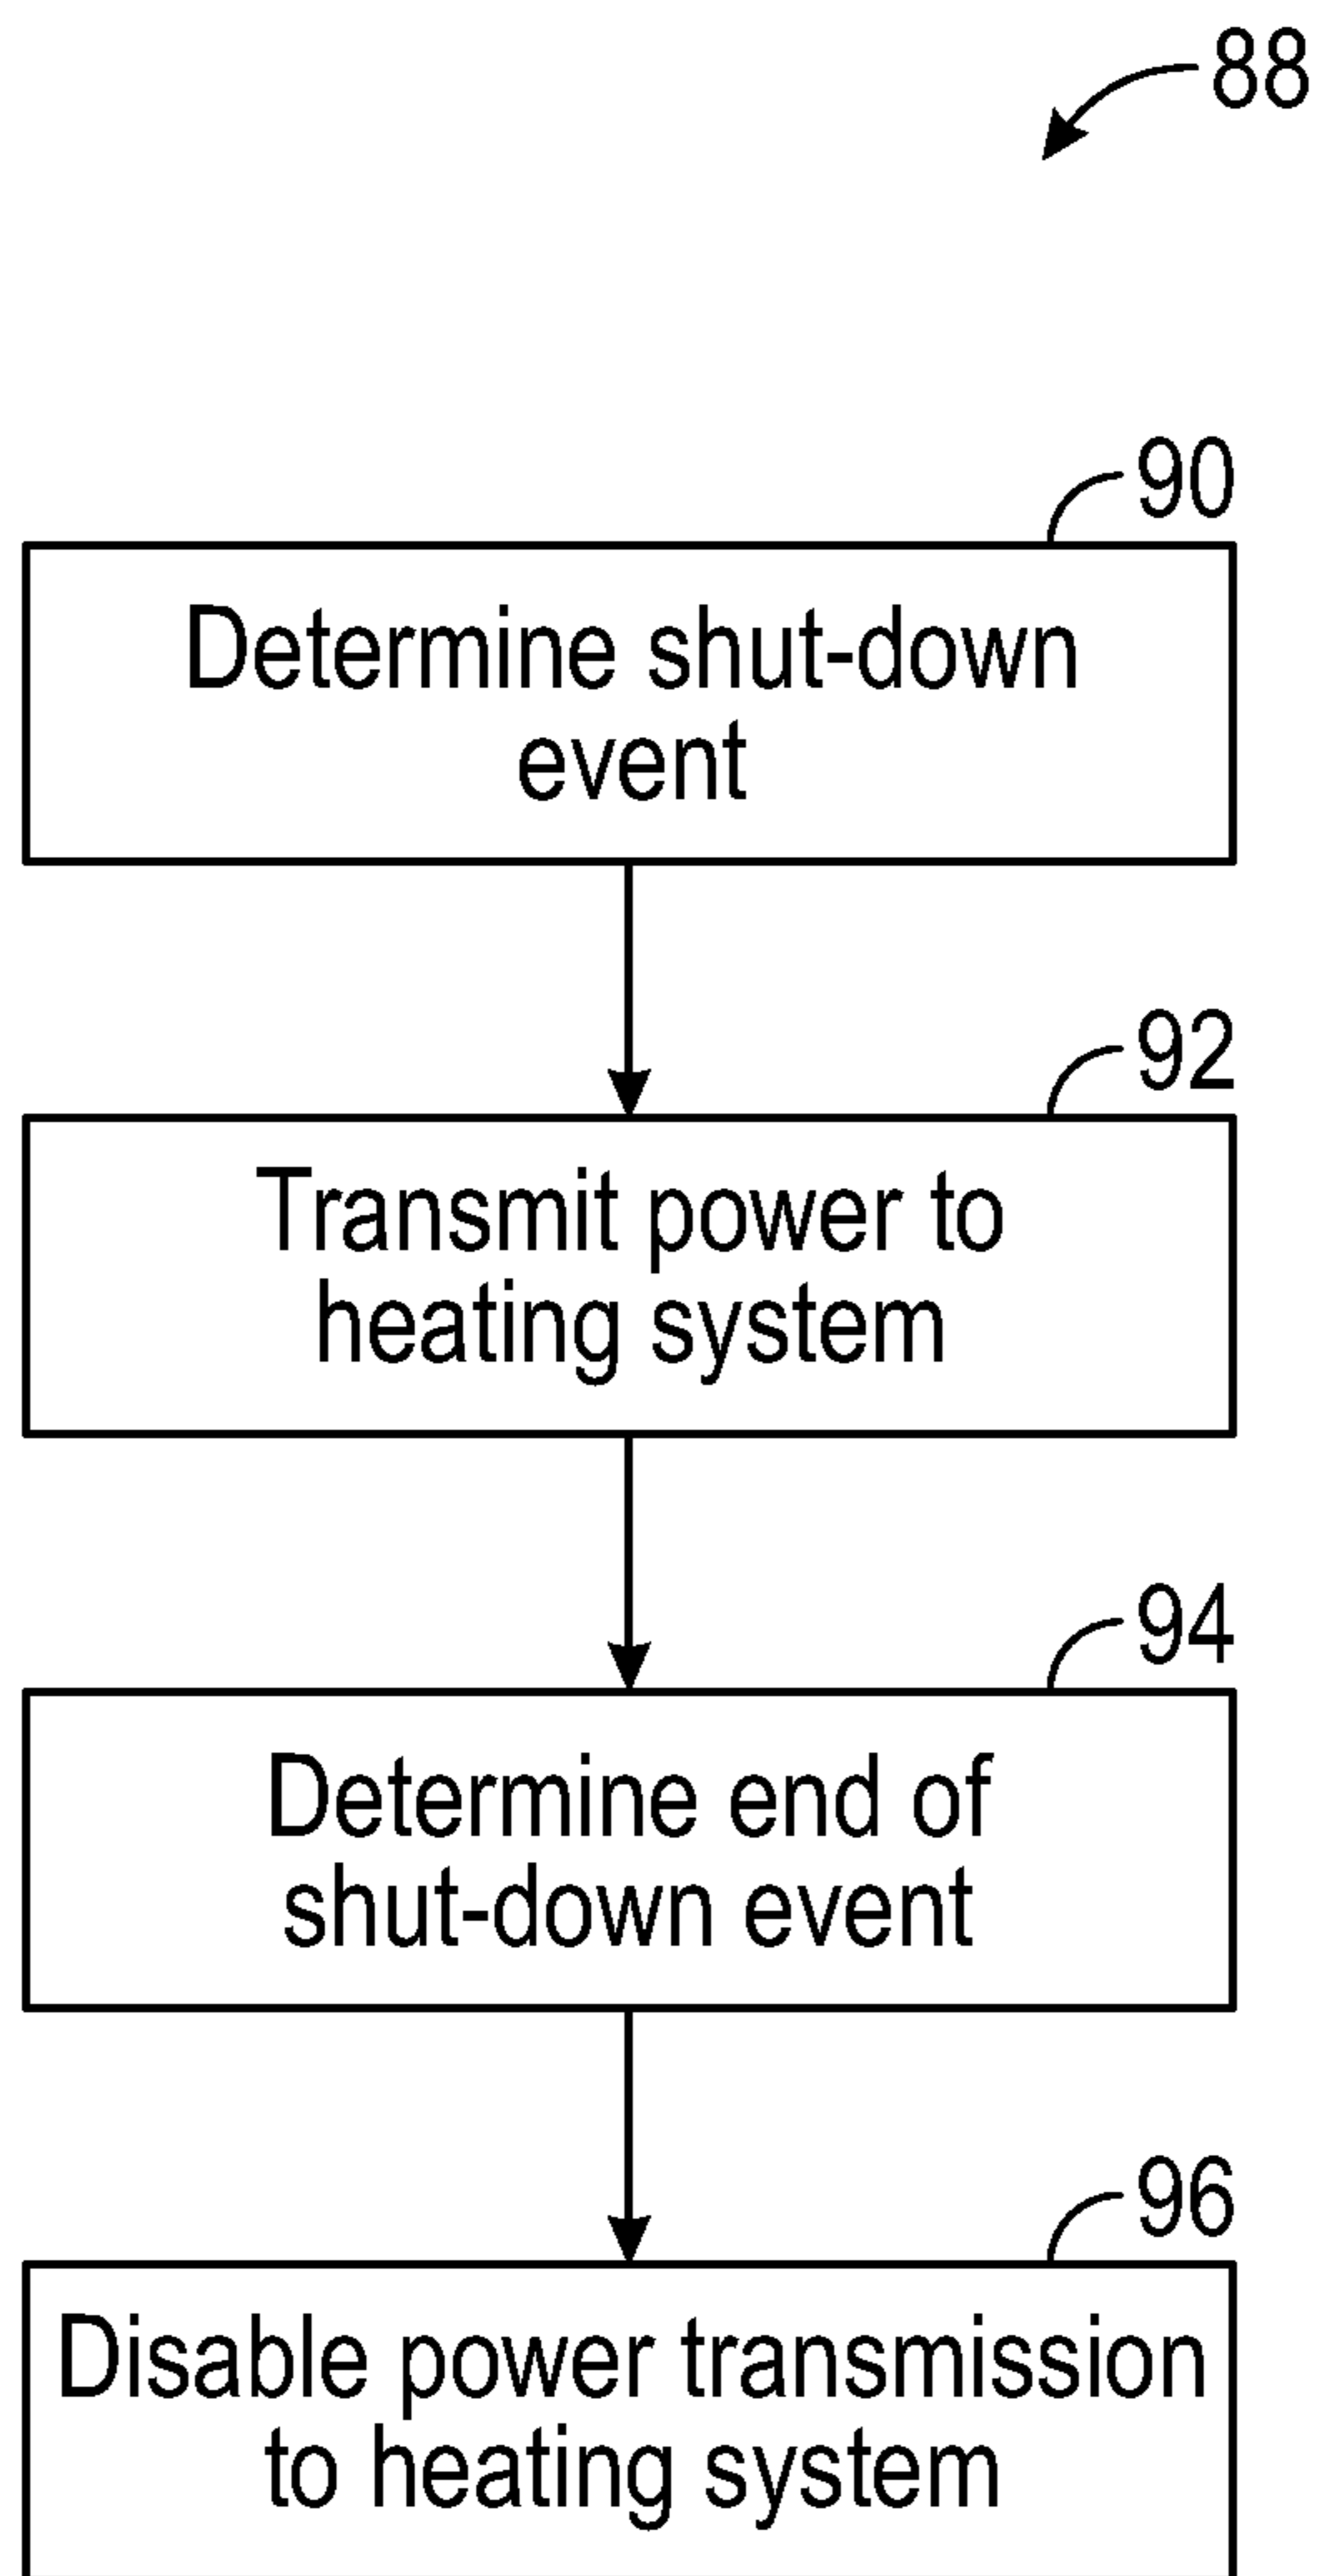 88
90
Determine shut-down
event
92
Transmit power to
heating system
94
Determine end of
shut-down event
96
Disable power transmission
to heating system